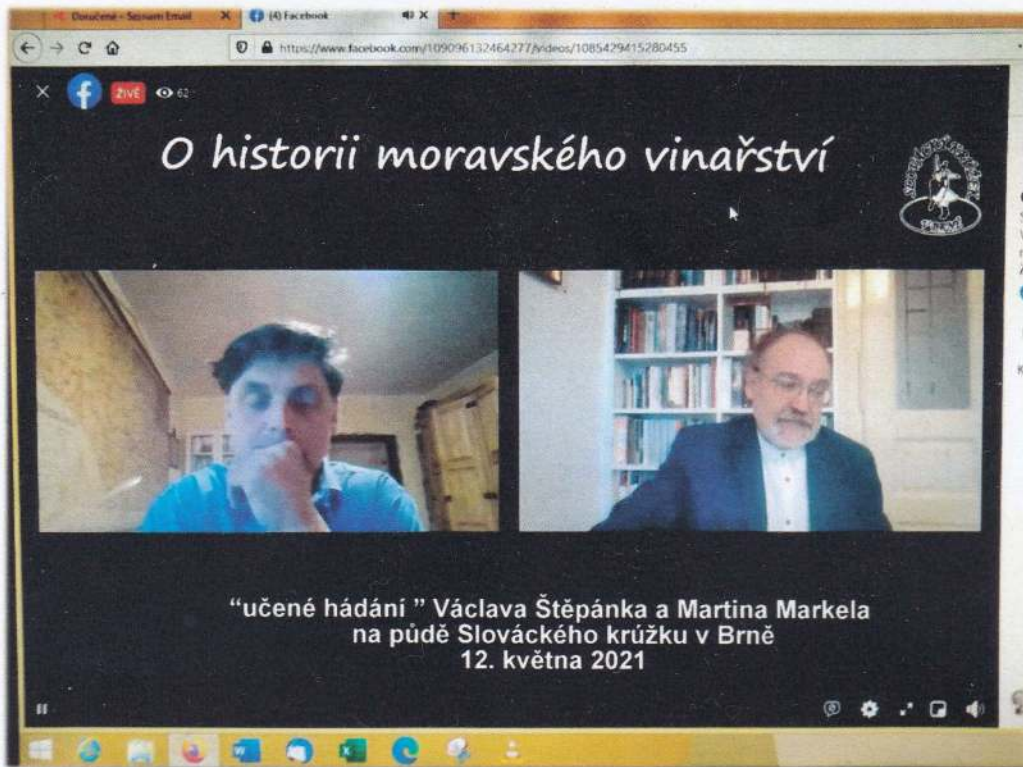 Doručené – Seznam Email
(4) Facebook
https://www.facebook.com/109096132464277/videos/1085429415280455
ŽIVĚ
62
O historii moravského vinařství
V BRNĚ
“učené hádání ” Václava Štěpánka a Martina Markela
na půdě Slováckého krúžku v Brně
12. května 2021